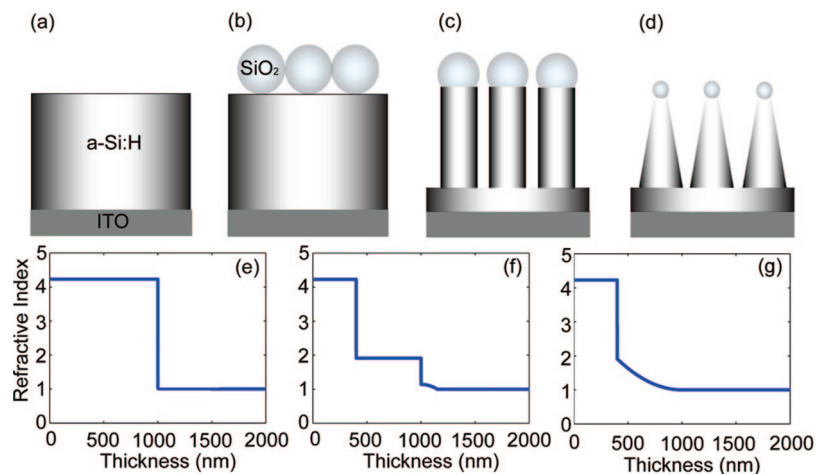 (a)
(b)
(c)
(d)
SiO₂
a-Si:H
ITO
Refractive Index
5
4
3
2
1
0
(e)
0 500 1000 1500 2000
Thickness (nm)
5
4
3
2
1
0
(f)
0 500 1000 1500 2000
Thickness (nm)
5
4
3
2
1
0
(g)
0 500 1000 1500 2000
Thickness (nm)